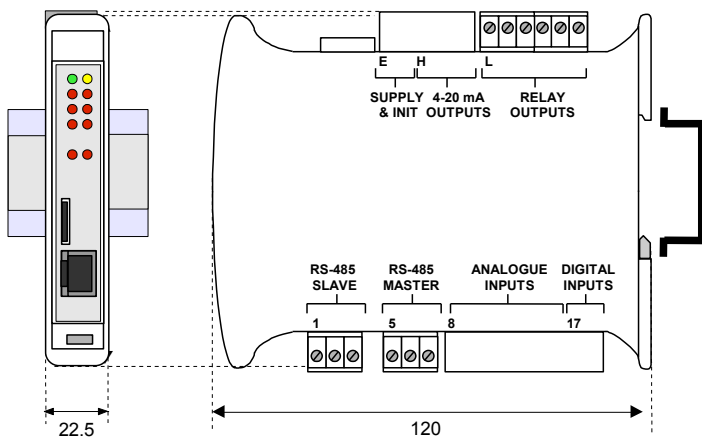 E H L
SUPPLY & INIT
4-20 mA OUTPUTS
RELAY OUTPUTS
RS-485 SLAVE
RS-485 MASTER
ANALOGUE INPUTS
DIGITAL INPUTS
1 5 8 17
22.5
120